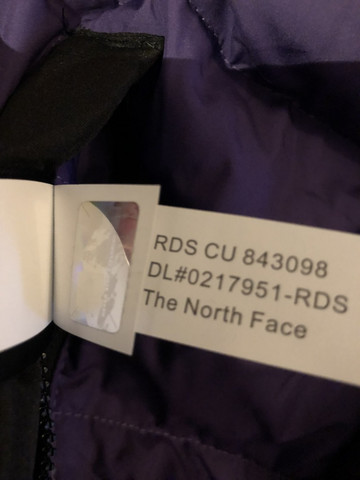 RDS CU 843098
DL#0217951-RDS
The North Face